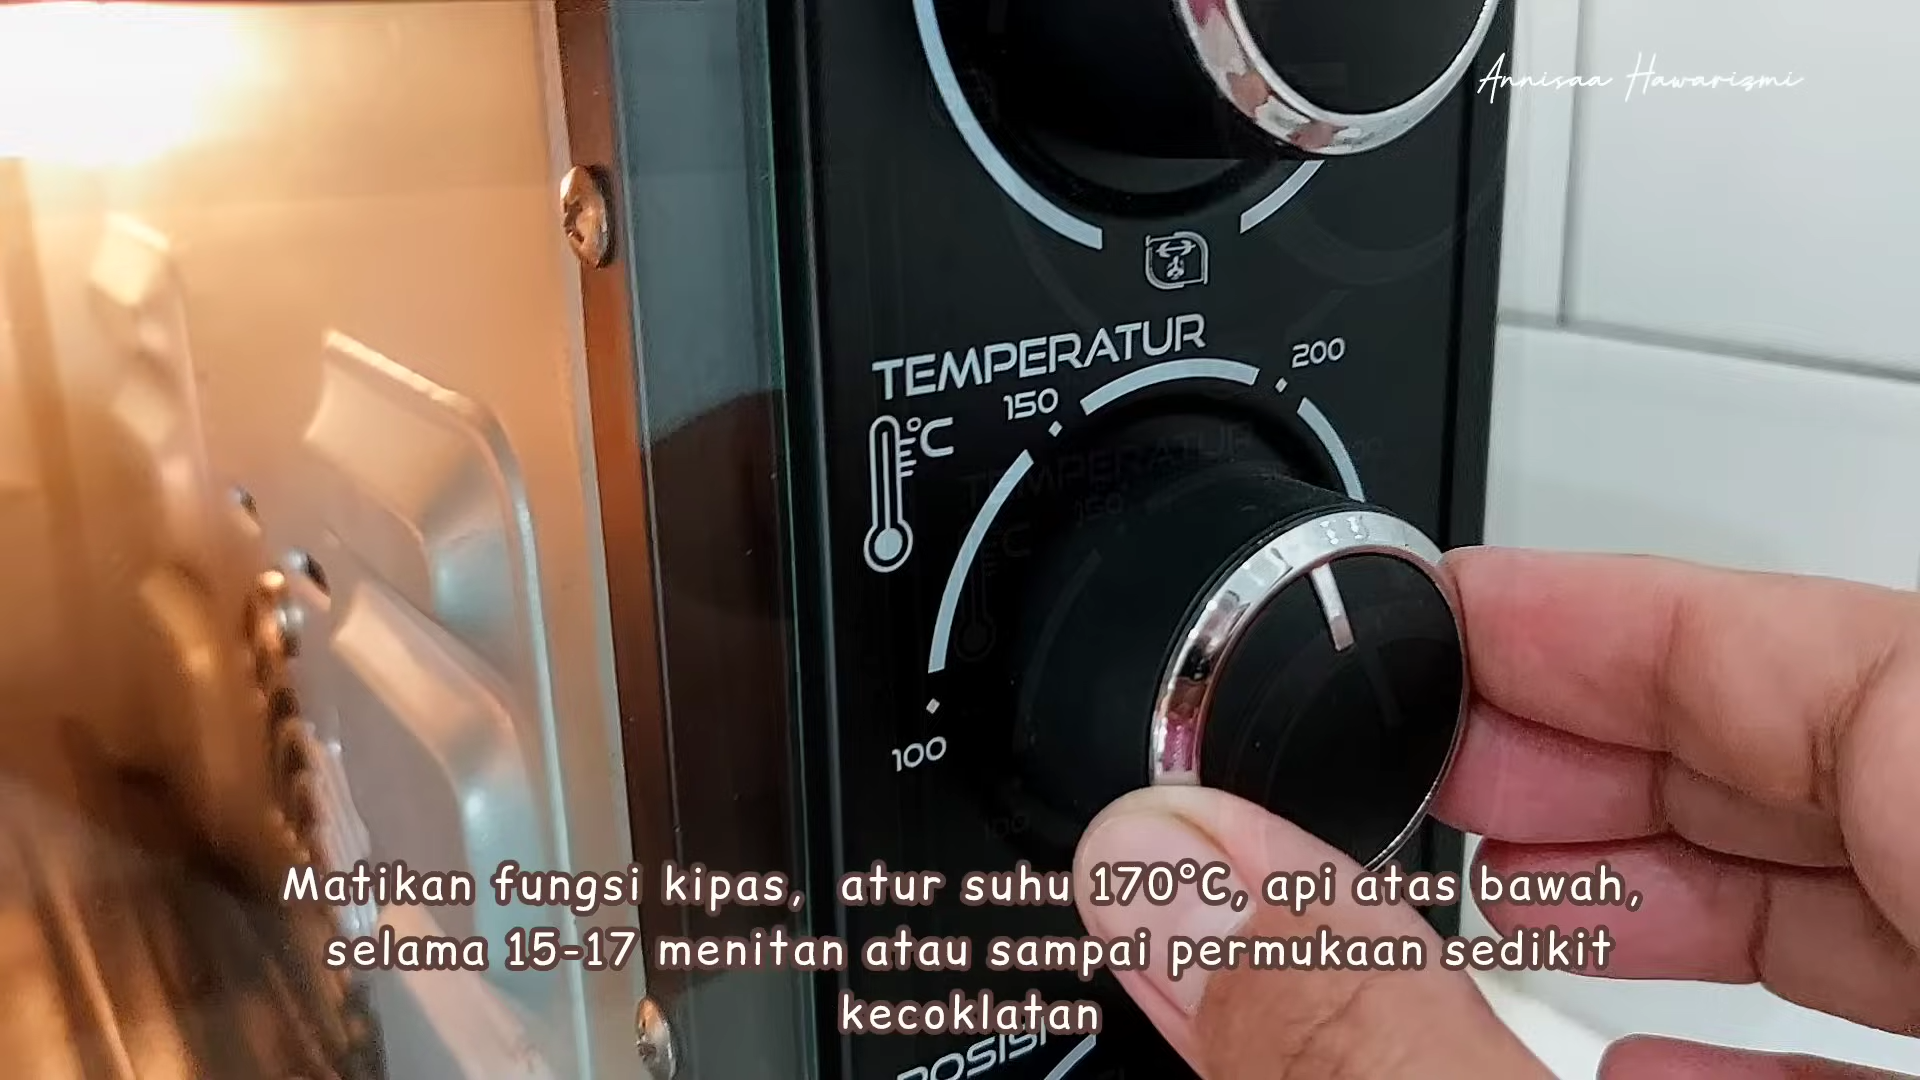 Annisaa Hawarizmi
TEMPERATUR
200
150
°C
100
Matikan fungsi kipas, atur suhu 170°C, api atas bawah,
selama 15-17 menitan atau sampai permukaan sedikit
kecoklatan
POSISI